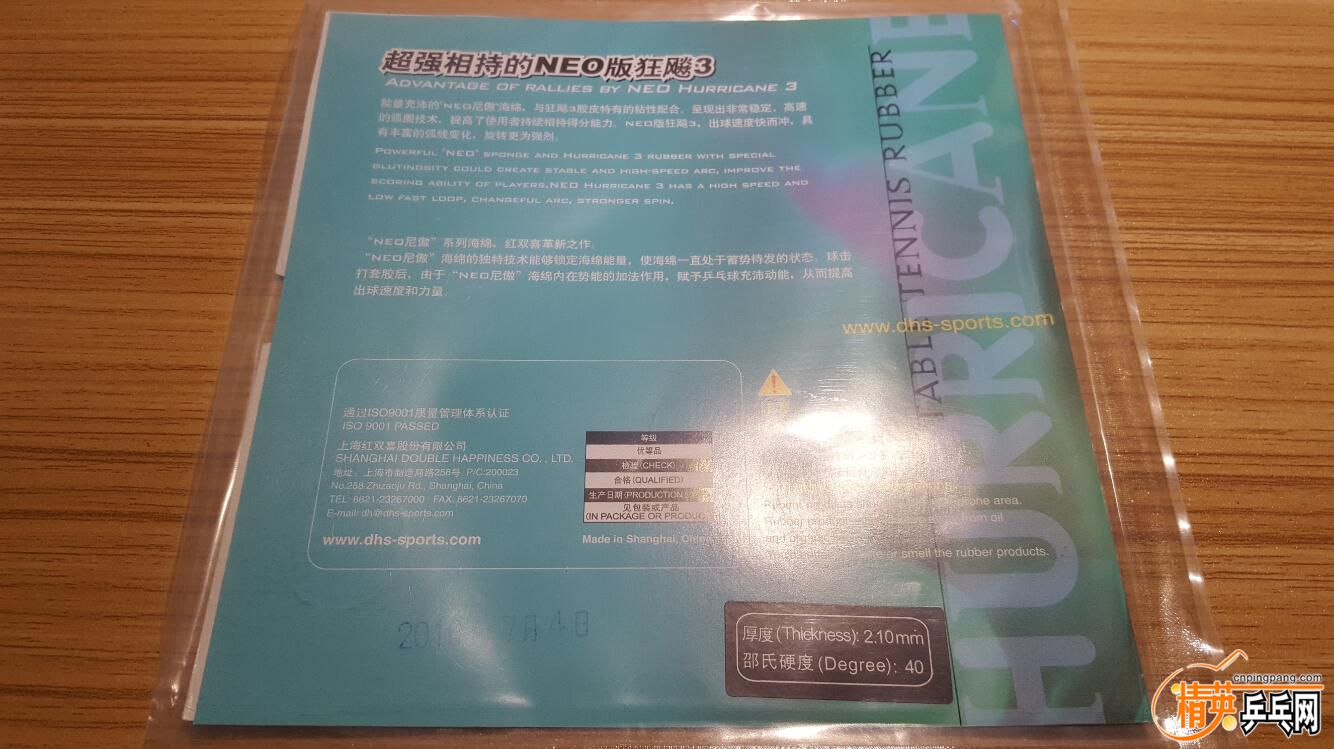 超强相持的NEO版狂飚3
ADVANTAGE OF RALLIES BY NEO HURRICANE 3
能量充沛的"NEO尼傲"海绵，与狂飚3胶皮特有的粘性配合，呈现出非常稳定，高速
的弧圈技术，提高了使用者持续相持得分能力。NEO版狂飚3，出球速度快而冲，具
有丰富的弧线变化，旋转更为强烈。
POWERFUL "NEO" SPONGE AND HURRICANE 3 RUBBER WITH SPECIAL
GLUTINOSITY COULD CREATE STABLE AND HIGH-SPEED ARC, IMPROVE THE
SCORING ABILITY OF PLAYERS.NEO HURRICANE 3 HAS A HIGH SPEED AND
LOW FAST LOOP, CHANGEFUL ARC, STRONGER SPIN.
"NEO尼傲"系列海绵，红双喜革新之作。
"NEO尼傲"海绵的独特技术能够锁定海绵能量，使海绵一直处于蓄势待发的状态。球击
打套胶后，由于"NEO尼傲"海绵内在势能的加法作用，赋予乒乓球充沛动能，从而提高
出球速度和力量。
TABLE TENNIS RUBBER
HURRICANE
www.dhs-sports.com
通过ISO9001质量管理体系认证
ISO 9001 PASSED
上海红双喜股份有限公司
SHANGHAI DOUBLE HAPPINESS CO., LTD.
地址：上海市制造局路258号 P/C:200023
No.258 Zhizaoju Rd., Shanghai, China
TEL: 8621-23267000 FAX: 8621-23267070
E-mail: dh@dhs-sports.com
www.dhs-sports.com
等级
优等品
检验(CHECK)
合格(QUALIFIED)
生产日期(PRODUCTION)
见包装或产品
(IN PACKAGE OR PRODUC
Made in Shanghai, China
one area.
from oil
or smell the rubber products.
7月4日
厚度(Thickness): 2.10mm
邵氏硬度(Degree): 40
cnpingpang.com
精英乒乓网